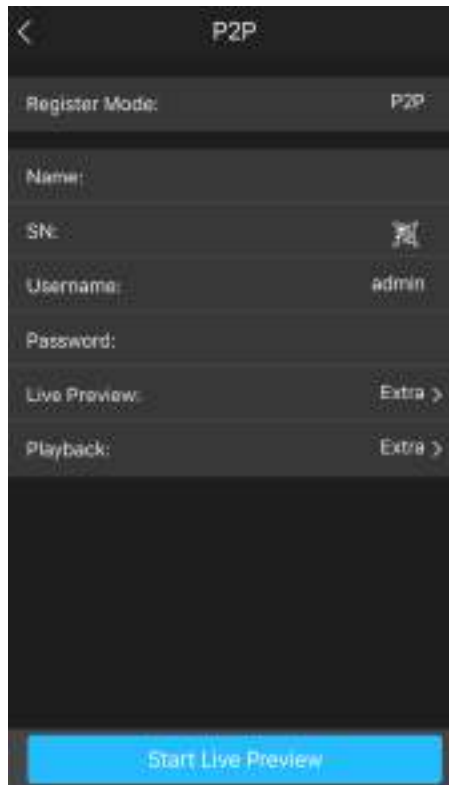 P2P
Register Mode: P2P
Name:
SN:
Username: admin
Password:
Live Preview: Extra >
Playback: Extra >
Start Live Preview